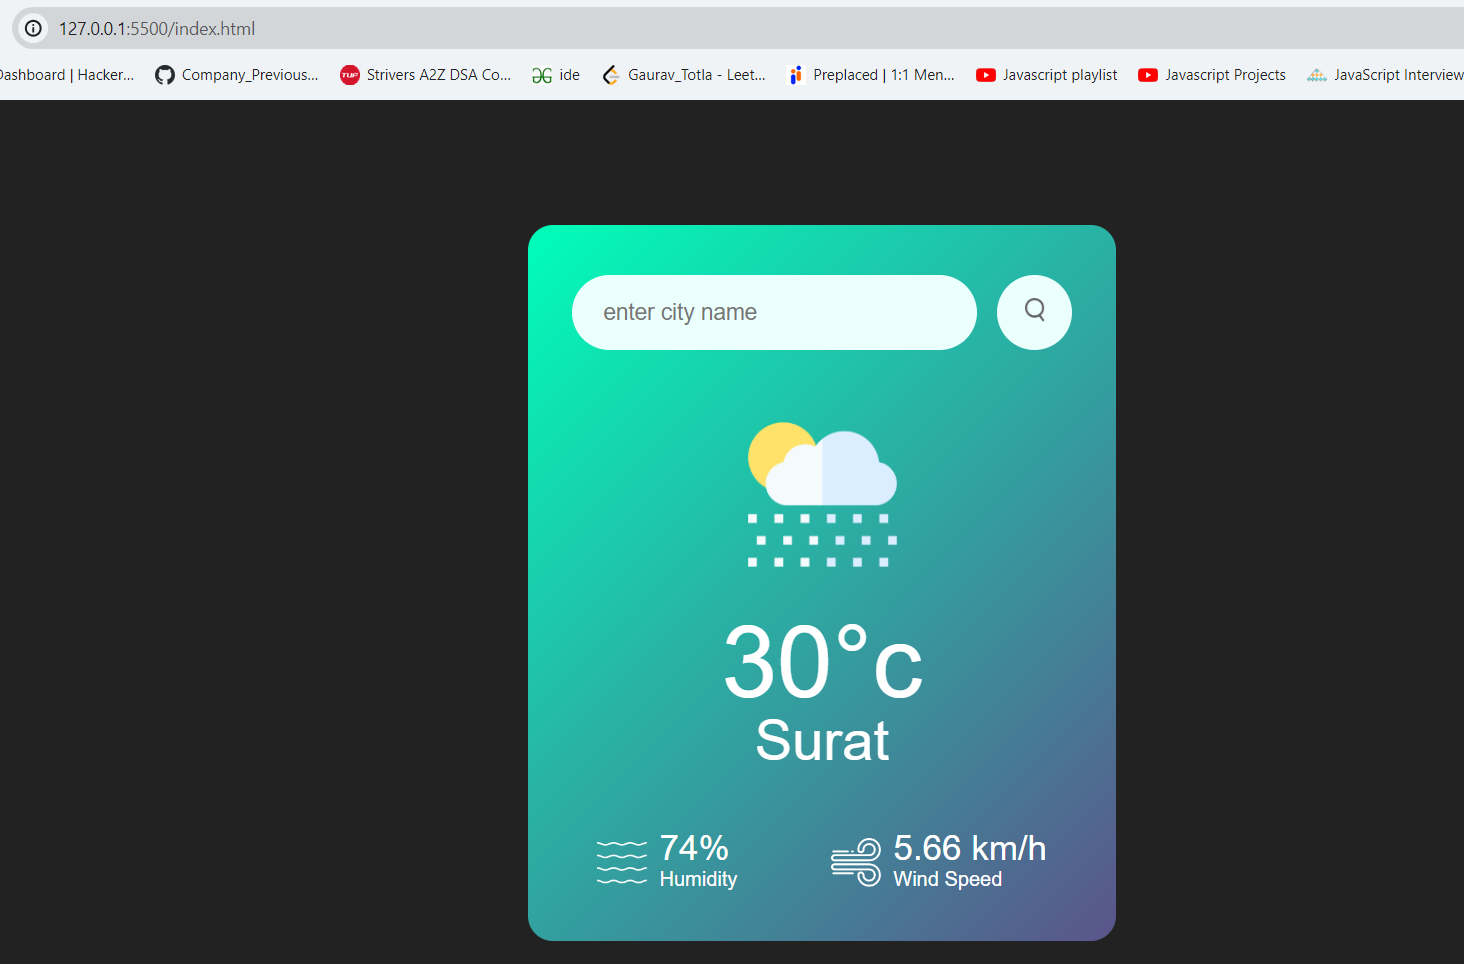 127.0.0.1:5500/index.html
Dashboard | Hacker... Company_Previous... TUF Strivers A2Z DSA Co... ide Gaurav_Totla - Leet... Preplaced | 1:1 Men... Javascript playlist Javascript Projects JavaScript Interview
enter city name
30°c
Surat
74% 5.66 km/h
Humidity Wind Speed